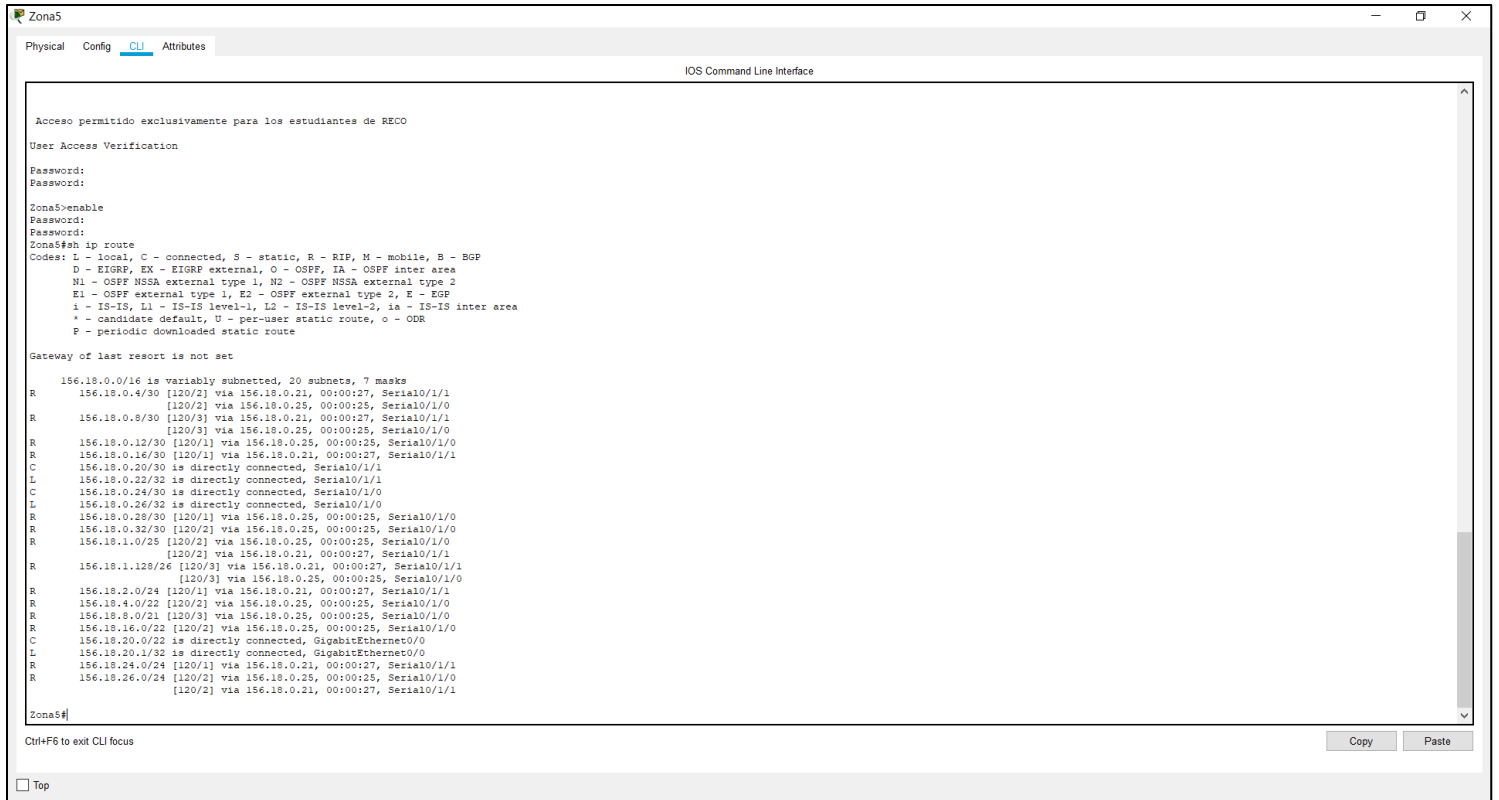 Zona5
Physical Config CLI Attributes
IOS Command Line Interface
Acceso permitido exclusivamente para los estudiantes de RECO
User Access Verification
Password:
Password:
Zona5>enable
Password:
Password:
Zona5#sh ip route
Codes: L - local, C - connected, S - static, R - RIP, M - mobile, B - BGP
D - EIGRP, EX - EIGRP external, O - OSPF, IA - OSPF inter area
N1 - OSPF NSSA external type 1, N2 - OSPF NSSA external type 2
E1 - OSPF external type 1, E2 - OSPF external type 2, E - EGP
i - IS-IS, L1 - IS-IS level-1, L2 - IS-IS level-2, ia - IS-IS inter area
* - candidate default, U - per-user static route, o - ODR
P - periodic downloaded static route
Gateway of last resort is not set
156.18.0.0/16 is variably subnetted, 20 subnets, 7 masks
R 156.18.0.4/30 [120/2] via 156.18.0.21, 00:00:27, Serial0/1/1
[120/2] via 156.18.0.25, 00:00:25, Serial0/1/0
R 156.18.0.8/30 [120/3] via 156.18.0.21, 00:00:27, Serial0/1/1
[120/3] via 156.18.0.25, 00:00:25, Serial0/1/0
R 156.18.0.12/30 [120/1] via 156.18.0.25, 00:00:25, Serial0/1/0
R 156.18.0.16/30 [120/1] via 156.18.0.21, 00:00:27, Serial0/1/1
C 156.18.0.20/30 is directly connected, Serial0/1/1
L 156.18.0.22/32 is directly connected, Serial0/1/1
C 156.18.0.24/30 is directly connected, Serial0/1/0
L 156.18.0.26/32 is directly connected, Serial0/1/0
R 156.18.0.28/30 [120/1] via 156.18.0.25, 00:00:25, Serial0/1/0
R 156.18.0.32/30 [120/2] via 156.18.0.25, 00:00:25, Serial0/1/0
R 156.18.1.0/25 [120/2] via 156.18.0.25, 00:00:25, Serial0/1/0
[120/2] via 156.18.0.21, 00:00:27, Serial0/1/1
R 156.18.1.128/26 [120/3] via 156.18.0.21, 00:00:27, Serial0/1/1
[120/3] via 156.18.0.25, 00:00:25, Serial0/1/0
R 156.18.2.0/24 [120/1] via 156.18.0.21, 00:00:27, Serial0/1/1
R 156.18.4.0/22 [120/2] via 156.18.0.25, 00:00:25, Serial0/1/0
R 156.18.8.0/21 [120/3] via 156.18.0.25, 00:00:25, Serial0/1/0
R 156.18.16.0/22 [120/2] via 156.18.0.25, 00:00:25, Serial0/1/0
C 156.18.20.0/22 is directly connected, GigabitEthernet0/0
L 156.18.20.1/32 is directly connected, GigabitEthernet0/0
R 156.18.24.0/24 [120/1] via 156.18.0.21, 00:00:27, Serial0/1/1
R 156.18.26.0/24 [120/2] via 156.18.0.25, 00:00:25, Serial0/1/0
[120/2] via 156.18.0.21, 00:00:27, Serial0/1/1
Zona5#
Ctrl+F6 to exit CLI focus
Copy Paste
Top